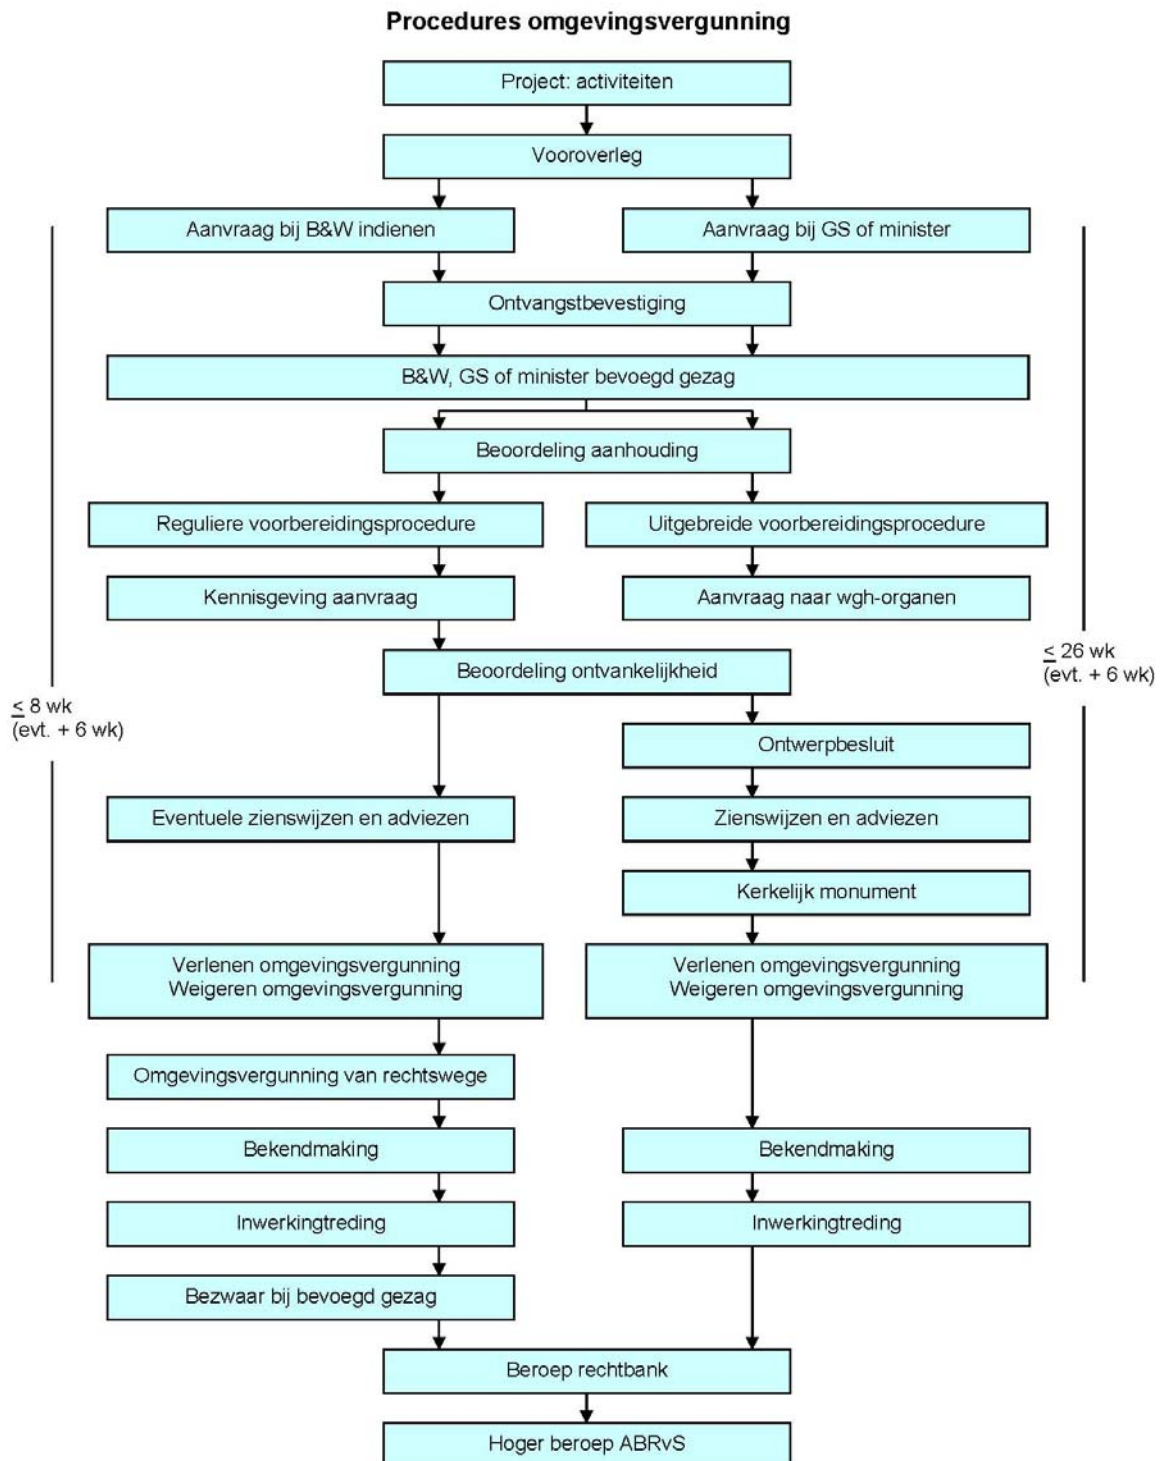 Procedures omgevingsvergunning
Project: activiteiten
Vooroverleg
Aanvraag bij B&W indienen
Aanvraag bij GS of minister
Ontvangstbevestiging
B&W, GS of minister bevoegd gezag
Beoordeling aanhouding
Reguliere voorbereidingsprocedure
Uitgebreide voorbereidingsprocedure
Kennisgeving aanvraag
Aanvraag naar wgh-organen
Beoordeling ontvankelijkheid
≤ 26 wk
(evt. + 6 wk)
≤ 8 wk
(evt. + 6 wk)
Ontwerpbesluit
Eventuele zienswijzen en adviezen
Zienswijzen en adviezen
Kerkelijk monument
Verlenen omgevingsvergunning
Weigeren omgevingsvergunning
Verlenen omgevingsvergunning
Weigeren omgevingsvergunning
Omgevingsvergunning van rechtswege
Bekendmaking
Bekendmaking
Inwerkingtreding
Inwerkingtreding
Bezwaar bij bevoegd gezag
Beroep rechtbank
Hoger beroep ABRvS